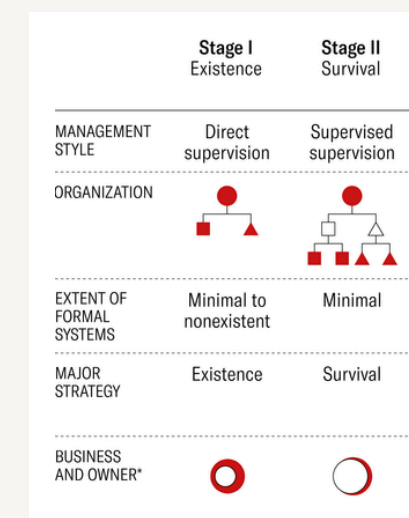 Stage I Stage II
Existence Survival
MANAGEMENT Direct Supervised
STYLE supervision supervision
ORGANIZATION
EXTENT OF Minimal to Minimal
FORMAL nonexistent
SYSTEMS
MAJOR Existence Survival
STRATEGY
BUSINESS
AND OWNER*